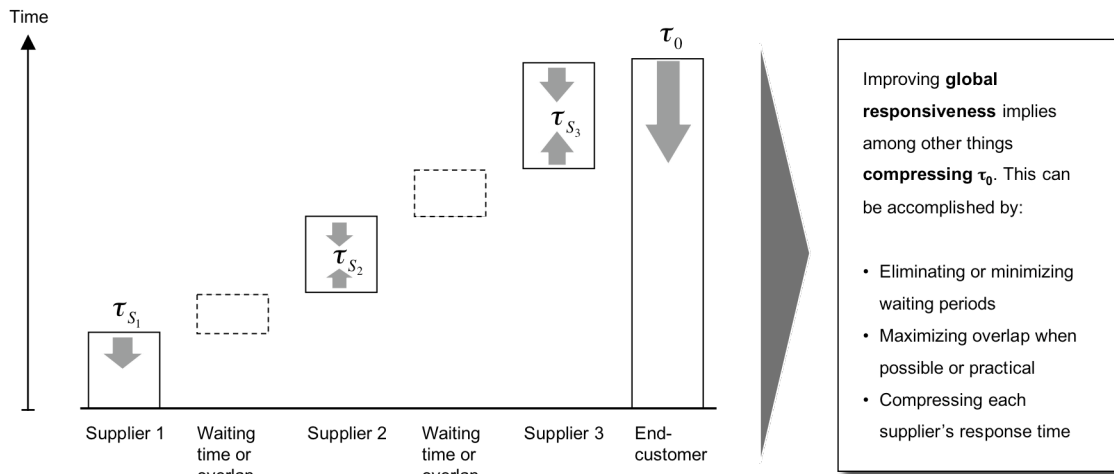 Time
τ0
τS3
τS2
τS1
Supplier 1
Waiting
time or
overlap
Supplier 2
Waiting
time or
overlap
Supplier 3
End-
customer
Improving global
responsiveness implies
among other things
compressing τ0. This can
be accomplished by:
• Eliminating or minimizing
waiting periods
• Maximizing overlap when
possible or practical
• Compressing each
supplier’s response time